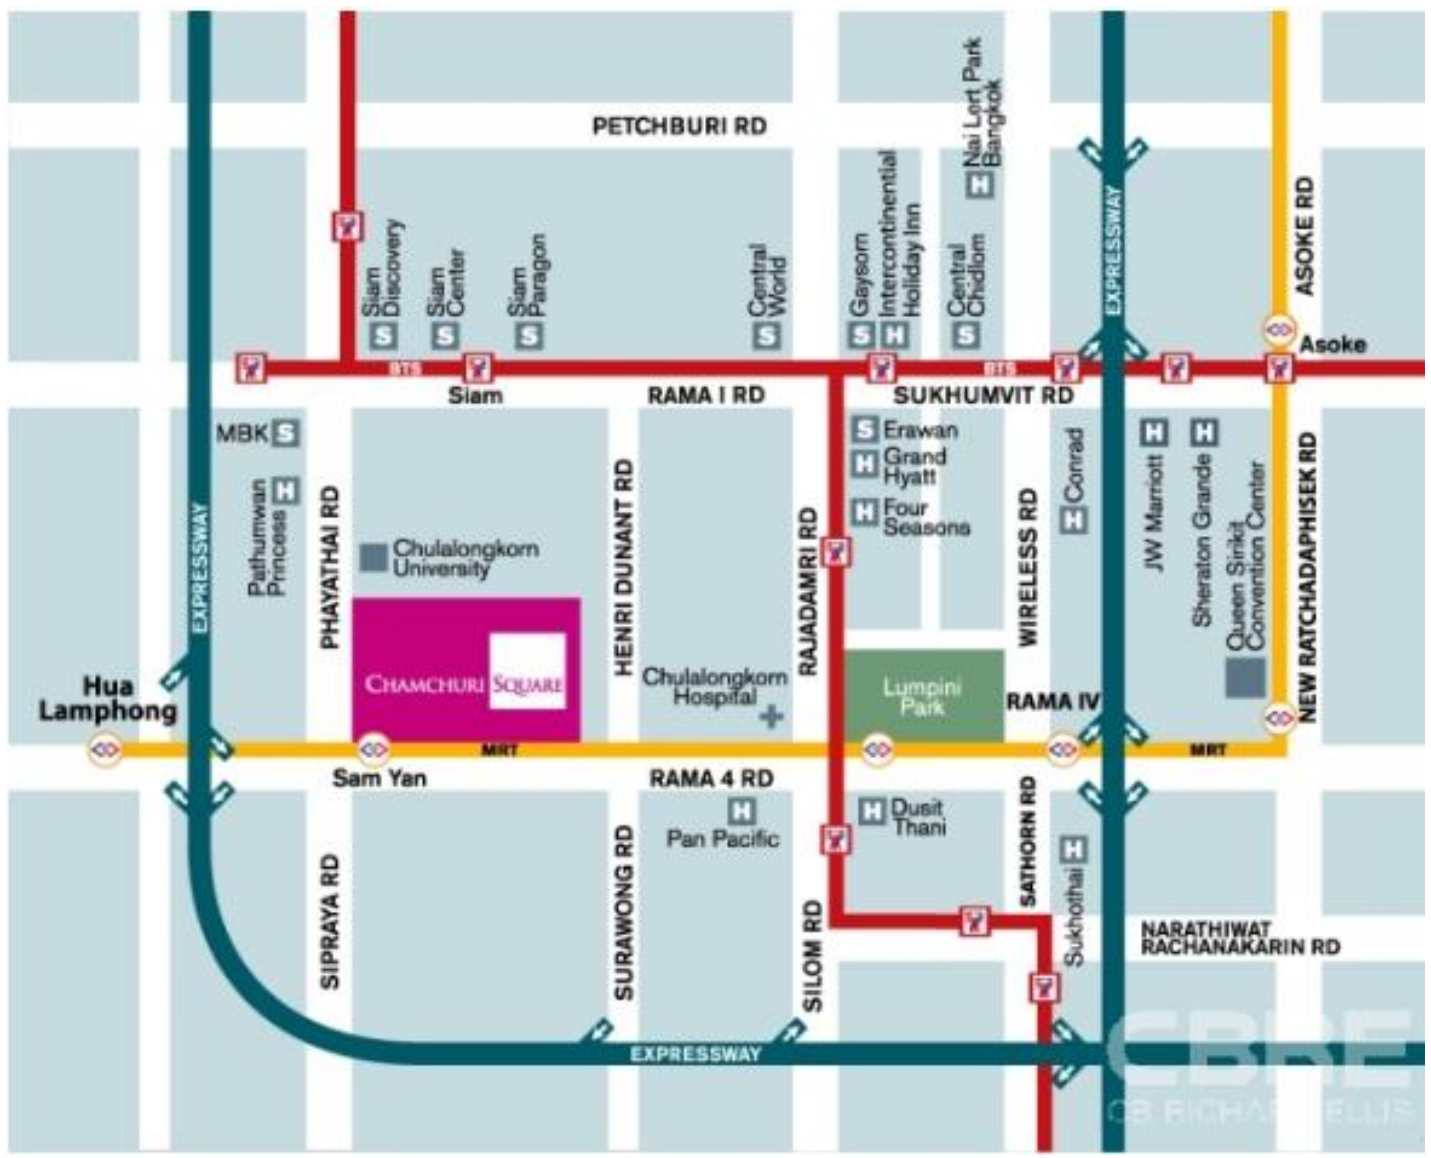 PETCHBURI RD
Nai Lert Park
Bangkok
H
EXPRESSWAY
ASOKE RD
Siam
Discovery
S
Siam
Center
S
Siam
Paragon
S
Central
World
S
Gaysorn
S
Intercontinental
Holiday Inn
H
Central
Chidlom
S
Asoke
BTS
BTS
Siam
RAMA I RD
SUKHUMVIT RD
MBK S
Pathumwan
Princess
H
EXPRESSWAY
PHAYATHAI RD
Chulalongkorn
University
HENRI DUNANT RD
RAJADAMRI RD
S Erawan
H Grand
Hyatt
H Four
Seasons
WIRELESS RD
Conrad
H
JW Marriott
H
Sheraton Grande
H
Queen Sirikit
Convention Center
NEW RATCHADAPHISEK RD
Hua
Lamphong
CHAMCHURI SQUARE
Chulalongkorn
Hospital
Lumpini
Park
RAMA IV
MRT
MRT
Sam Yan
RAMA 4 RD
H
Pan Pacific
H Dusit
Thani
SATHORN RD
H
Sukhothai
SIPRAYA RD
SURAWONG RD
SILOM RD
NARATHIWAT
RACHANAKARIN RD
EXPRESSWAY
CBRE
CB RICHARD ELLIS